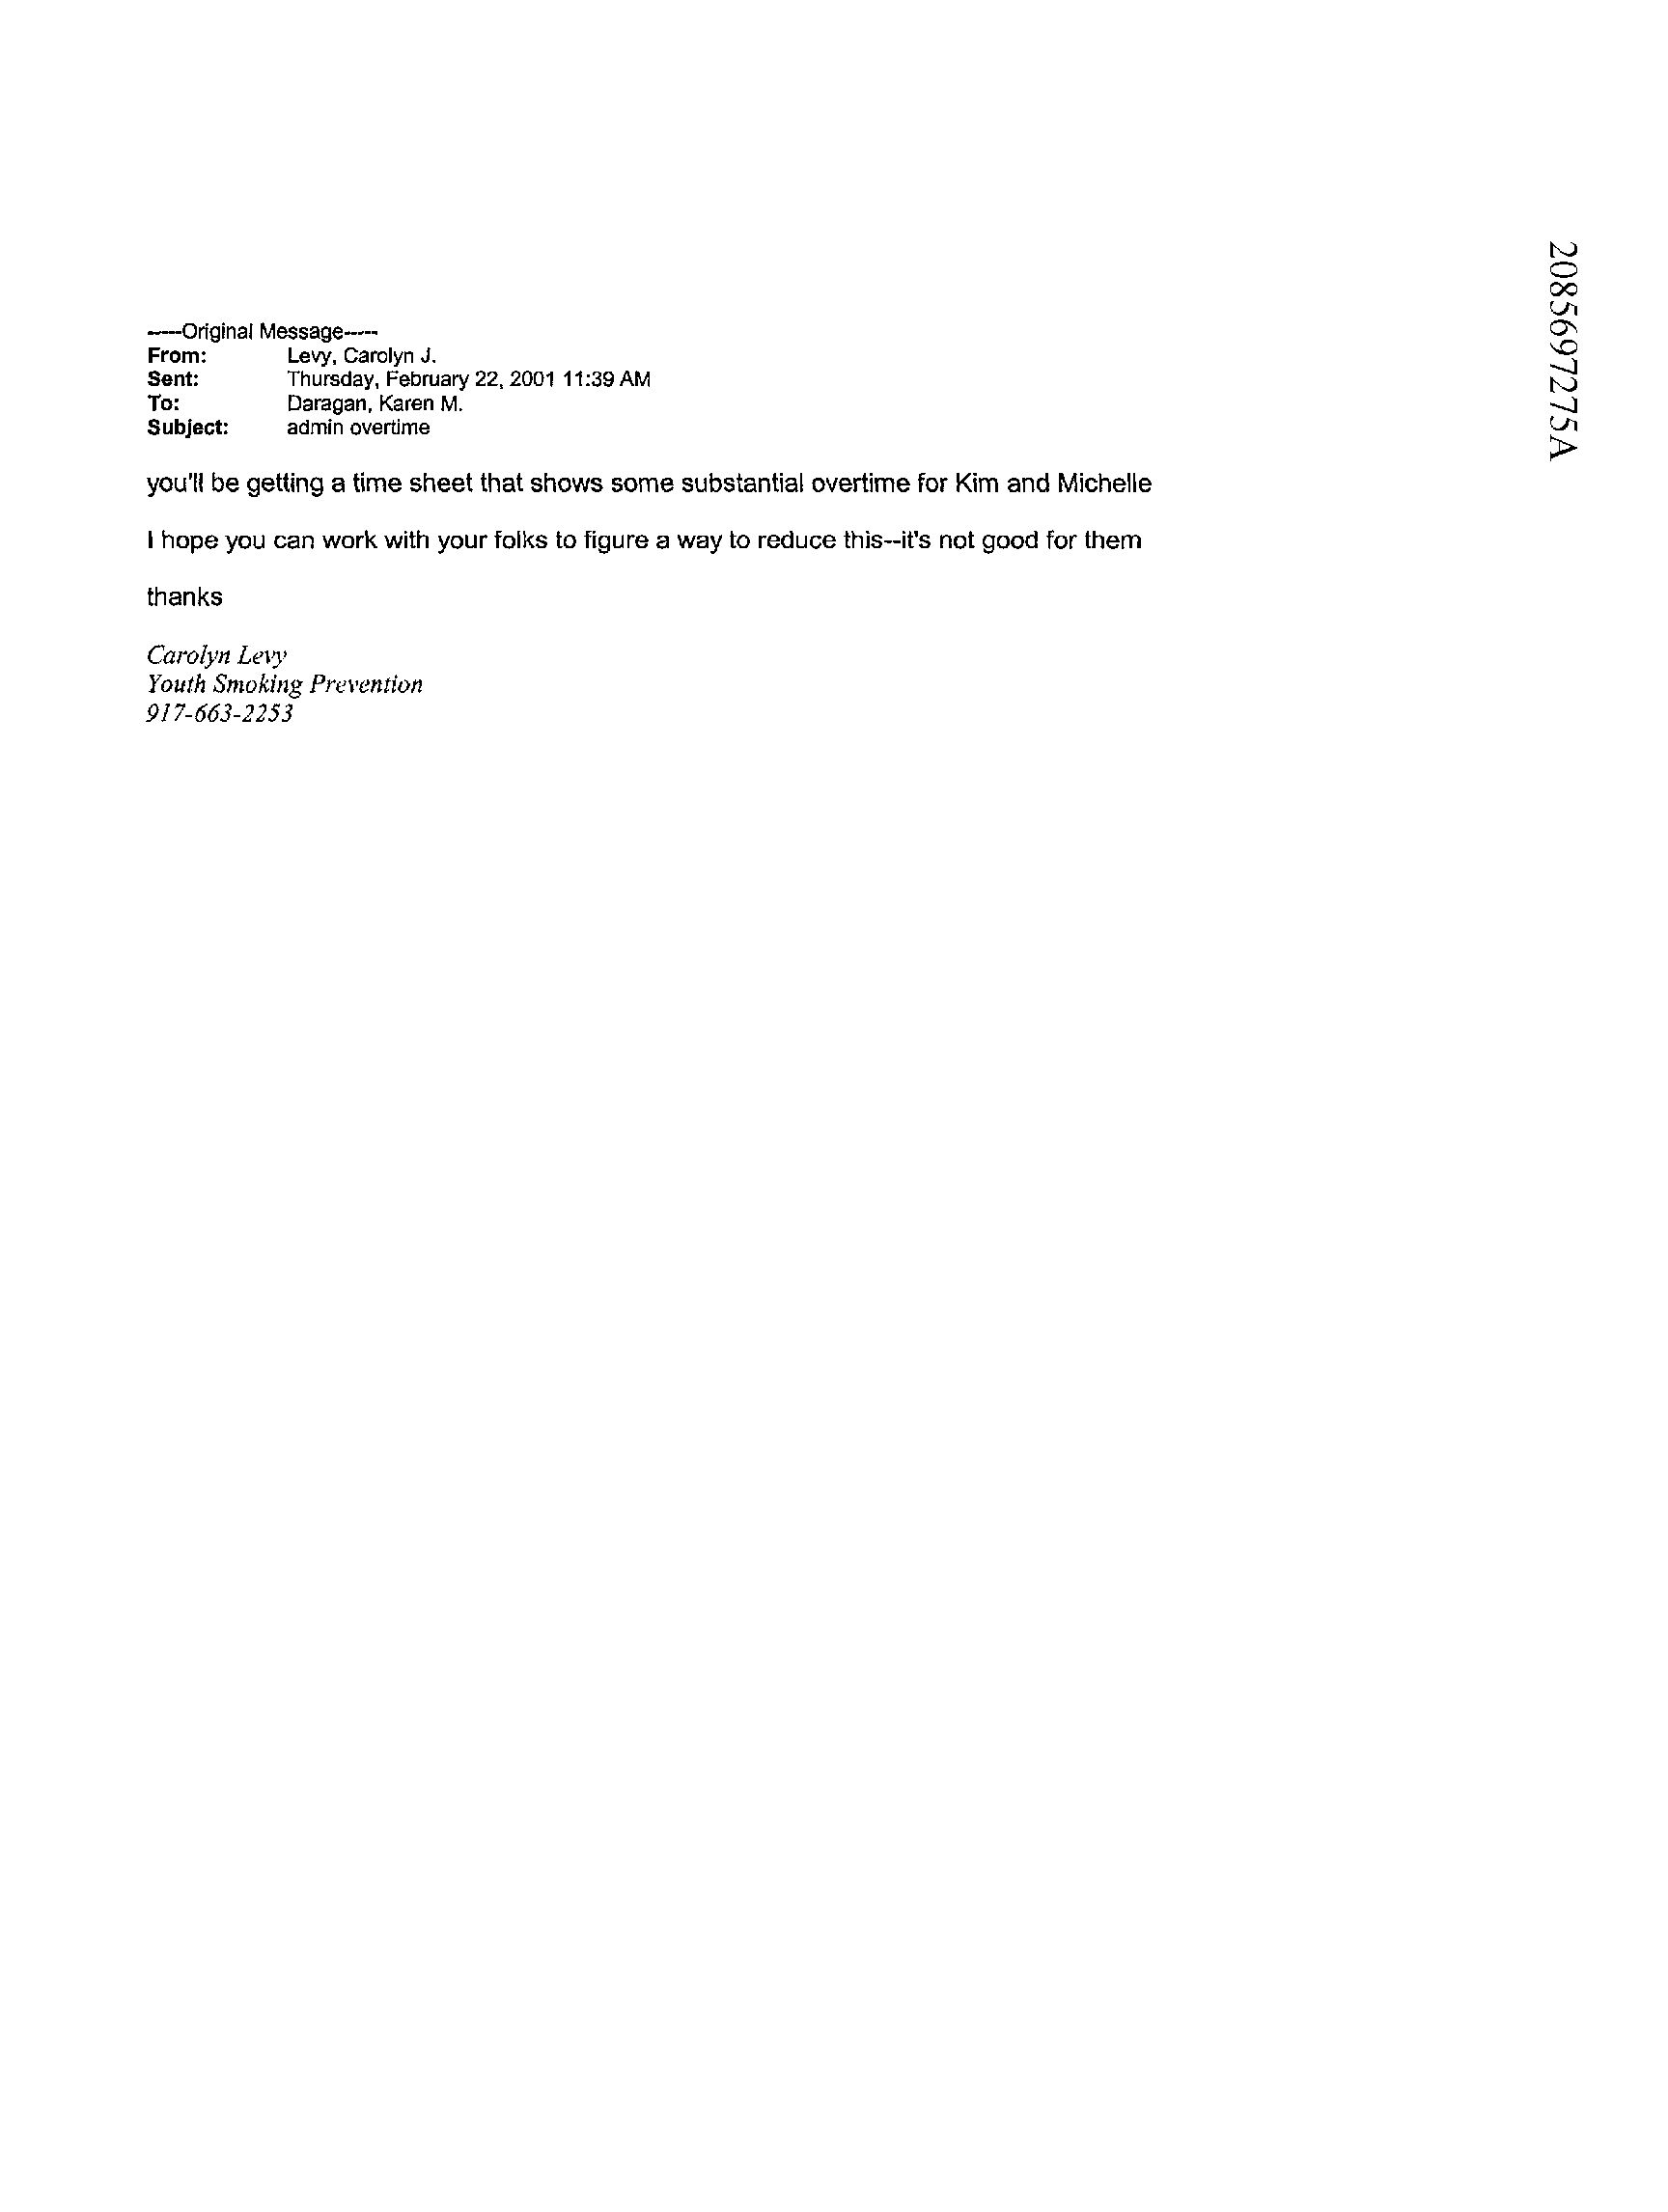 -----Original Message-----
From: Levy, Carolyn J.
Sent: Thursday, February 22, 2001 11:39 AM
To: Daragan, Karen M.
Subject: admin overtime
you'll be getting a time sheet that shows some substantial overtime for Kim and Michelle
I hope you can work with your folks to figure a way to reduce this--it's not good for them
thanks
Carolyn Levy
Youth Smoking Prevention
917-663-2253
2085697275A